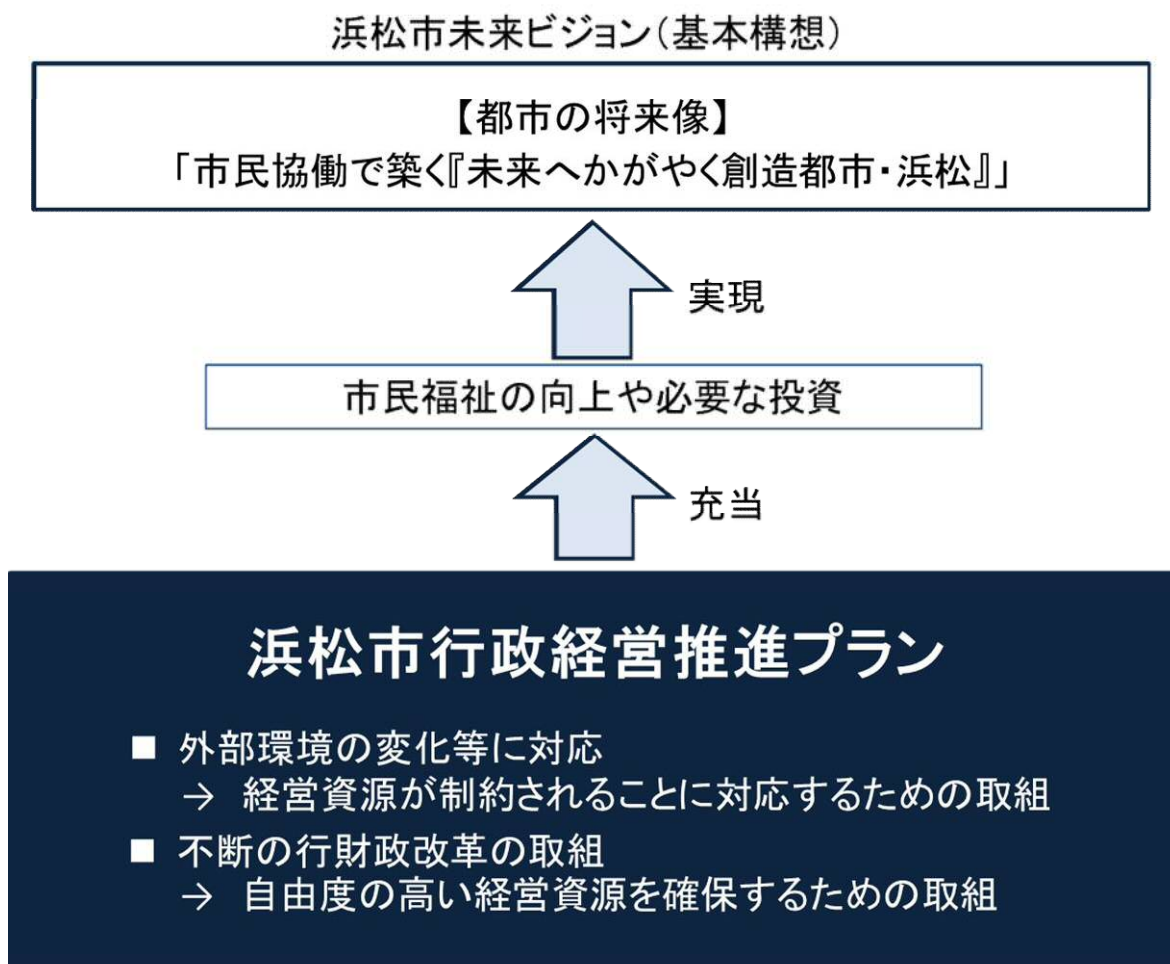 浜松市未来ビジョン(基本構想)
【都市の将来像】
「市民協働で築く『未来へかがやく創造都市・浜松』」
実現
市民福祉の向上や必要な投資
充当
浜松市行政経営推進プラン
■ 外部環境の変化等に対応
→ 経営資源が制約されることに対応するための取組
■ 不断の行財政改革の取組
→ 自由度の高い経営資源を確保するための取組